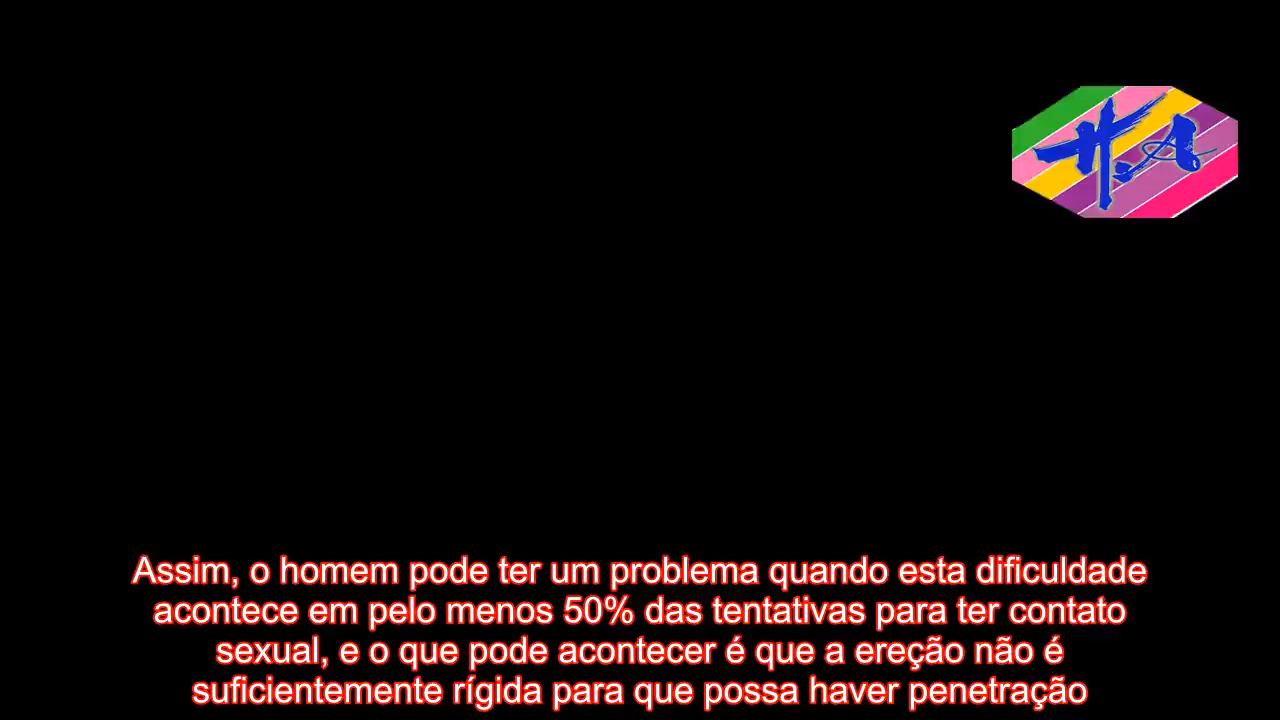 Assim, o homem pode ter um problema quando esta dificuldade
acontece em pelo menos 50% das tentativas para ter contato
sexual, e o que pode acontecer é que a ereção não é
suficientemente rígida para que possa haver penetração